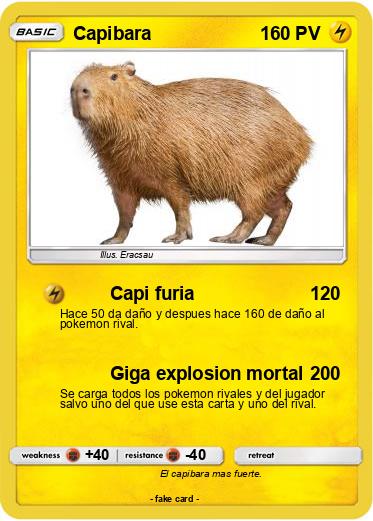 BASIC Capibara 160 PV
Illus. Eracsau
Capi furia 120
Hace 50 da daño y despues hace 160 de daño al
pokemon rival.
Giga explosion mortal 200
Se carga todos los pokemon rivales y del jugador
salvo uno del que use esta carta y uno del rival.
weakness +40 resistance -40 retreat
El capibara mas fuerte.
- fake card -